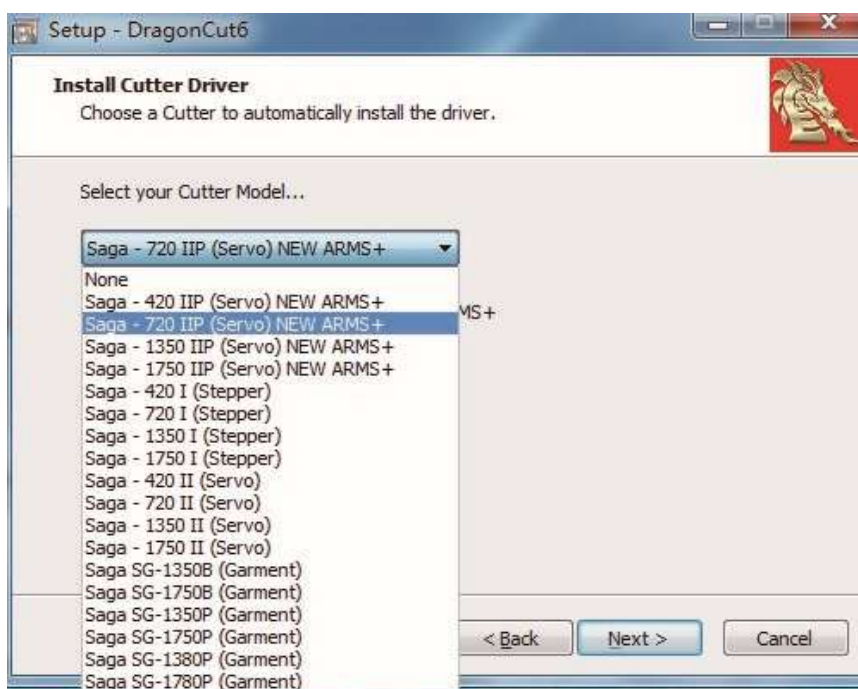 Setup - DragonCut6
Install Cutter Driver
Choose a Cutter to automatically install the driver.
Select your Cutter Model...
Saga - 720 IIP (Servo) NEW ARMS+
None
Saga - 420 IIP (Servo) NEW ARMS+
MS+
Saga - 720 IIP (Servo) NEW ARMS+
Saga - 1350 IIP (Servo) NEW ARMS+
Saga - 1750 IIP (Servo) NEW ARMS+
Saga - 420 I (Stepper)
Saga - 720 I (Stepper)
Saga - 1350 I (Stepper)
Saga - 1750 I (Stepper)
Saga - 420 II (Servo)
Saga - 720 II (Servo)
Saga - 1350 II (Servo)
Saga - 1750 II (Servo)
Saga SG-1350B (Garment)
Saga SG-1750B (Garment)
Saga SG-1350P (Garment)
Saga SG-1750P (Garment)
Saga SG-1380P (Garment)
Saga SG-1780P (Garment)
< Back
Next >
Cancel